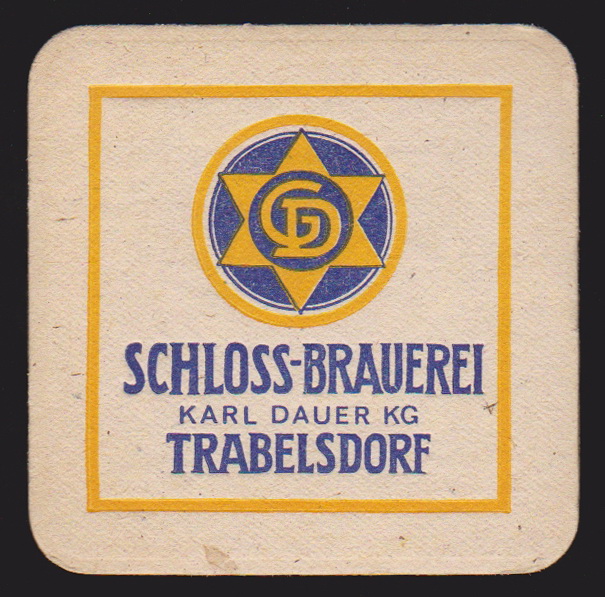 SCHLOSS-BRAUEREI
KARL DAUER KG
TRABELSDORF